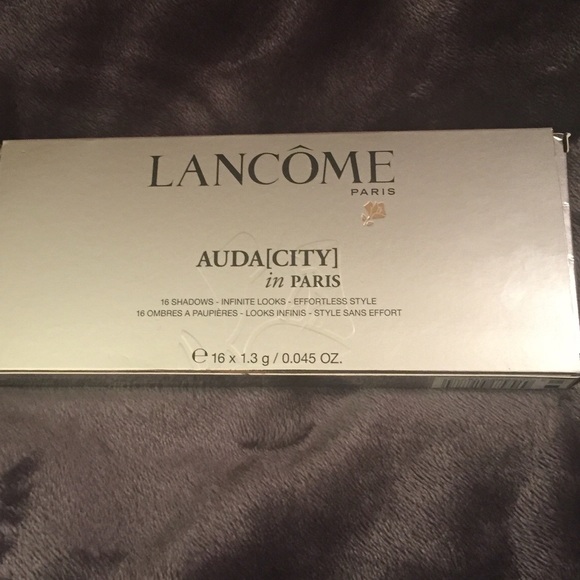 LANCÔME
PARIS
AUDA[CITY]
in PARIS
16 SHADOWS - INFINITE LOOKS - EFFORTLESS STYLE
16 OMBRES A PAUPIÈRES - LOOKS INFINIS - STYLE SANS EFFORT
℮ 16 x 1.3 g / 0.045 OZ.